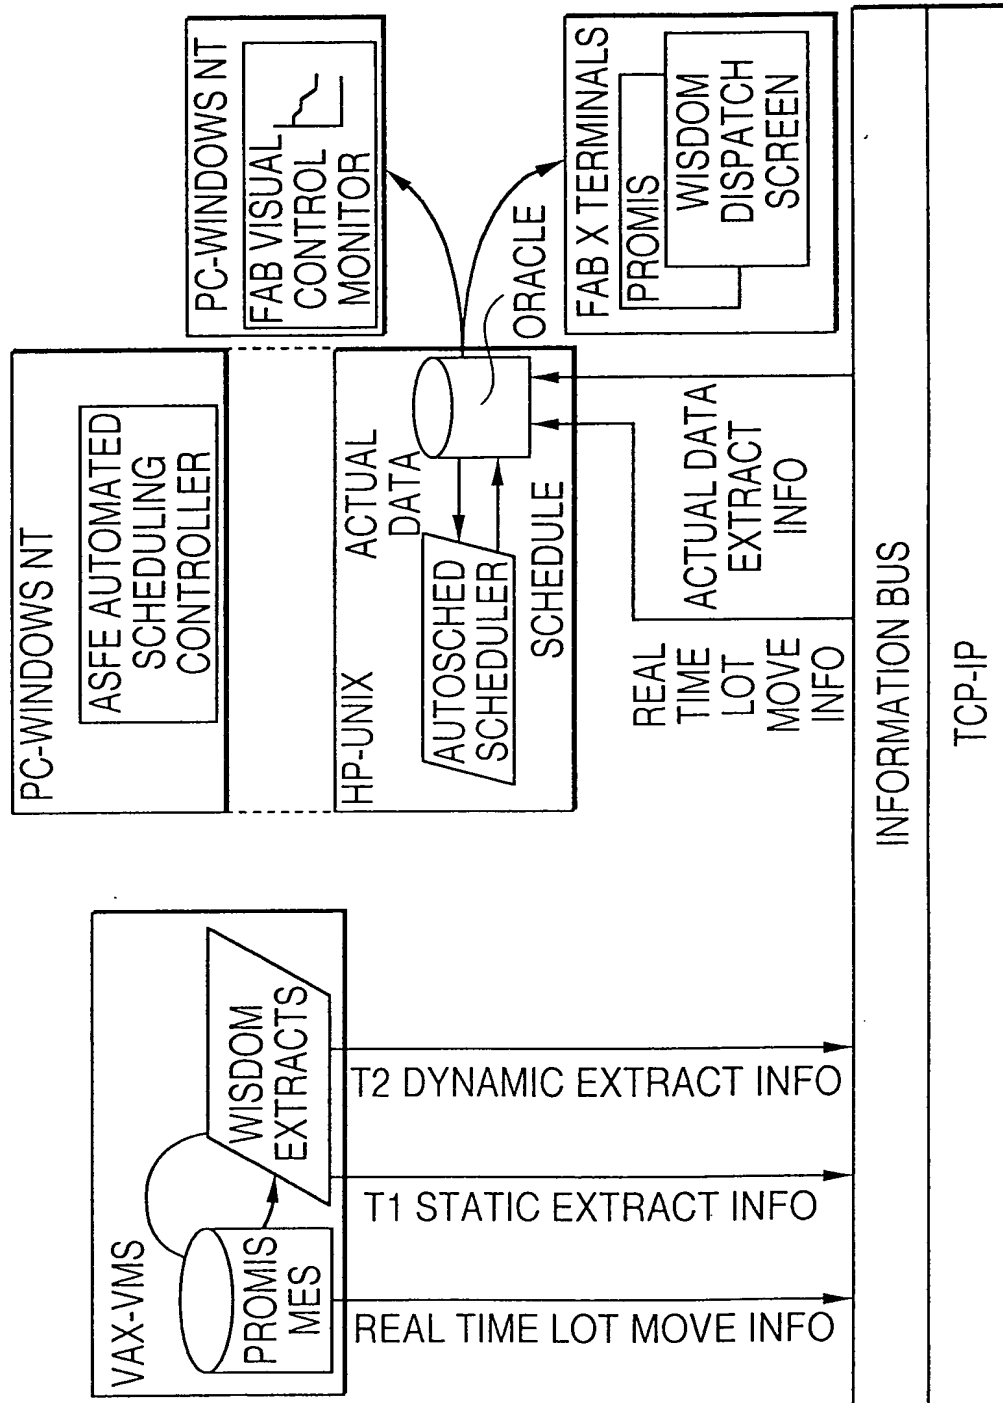 VAX-VMS
PROMIS
MES
WISDOM
EXTRACTS
REAL TIME LOT MOVE INFO
T1 STATIC EXTRACT INFO
T2 DYNAMIC EXTRACT INFO
PC-WINDOWS NT
ASFE AUTOMATED
SCHEDULING
CONTROLLER
HP-UNIX
ACTUAL
DATA
AUTOSCHED
SCHEDULER
SCHEDULE
ORACLE
PC-WINDOWS NT
FAB VISUAL
CONTROL
MONITOR
FAB X TERMINALS
PROMIS
WISDOM
DISPATCH
SCREEN
REAL
TIME
LOT
MOVE
INFO
ACTUAL DATA
EXTRACT
INFO
INFORMATION BUS
TCP-IP